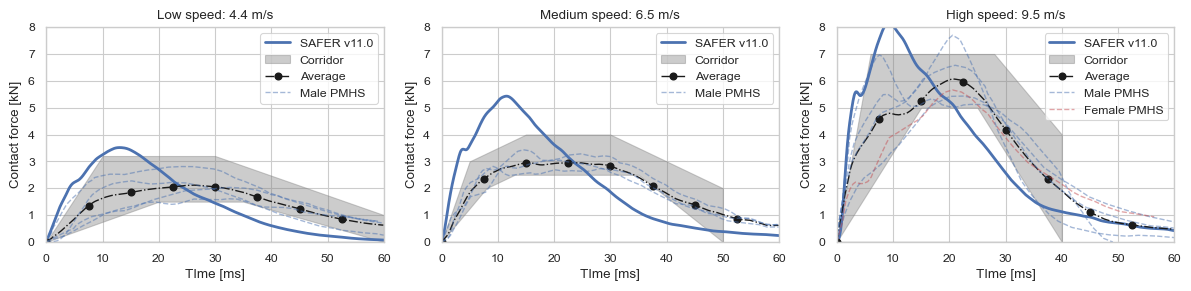 Low speed: 4.4 m/s
Contact force [kN]
8
7
6
5
4
3
2
1
0
SAFER v11.0
Corridor
Average
Male PMHS
0 10 20 30 40 50 60
TIme [ms]
Medium speed: 6.5 m/s
Contact force [kN]
8
7
6
5
4
3
2
1
0
SAFER v11.0
Corridor
Average
Male PMHS
0 10 20 30 40 50 60
TIme [ms]
High speed: 9.5 m/s
Contact force [kN]
8
7
6
5
4
3
2
1
0
SAFER v11.0
Corridor
Average
Male PMHS
Female PMHS
0 10 20 30 40 50 60
TIme [ms]